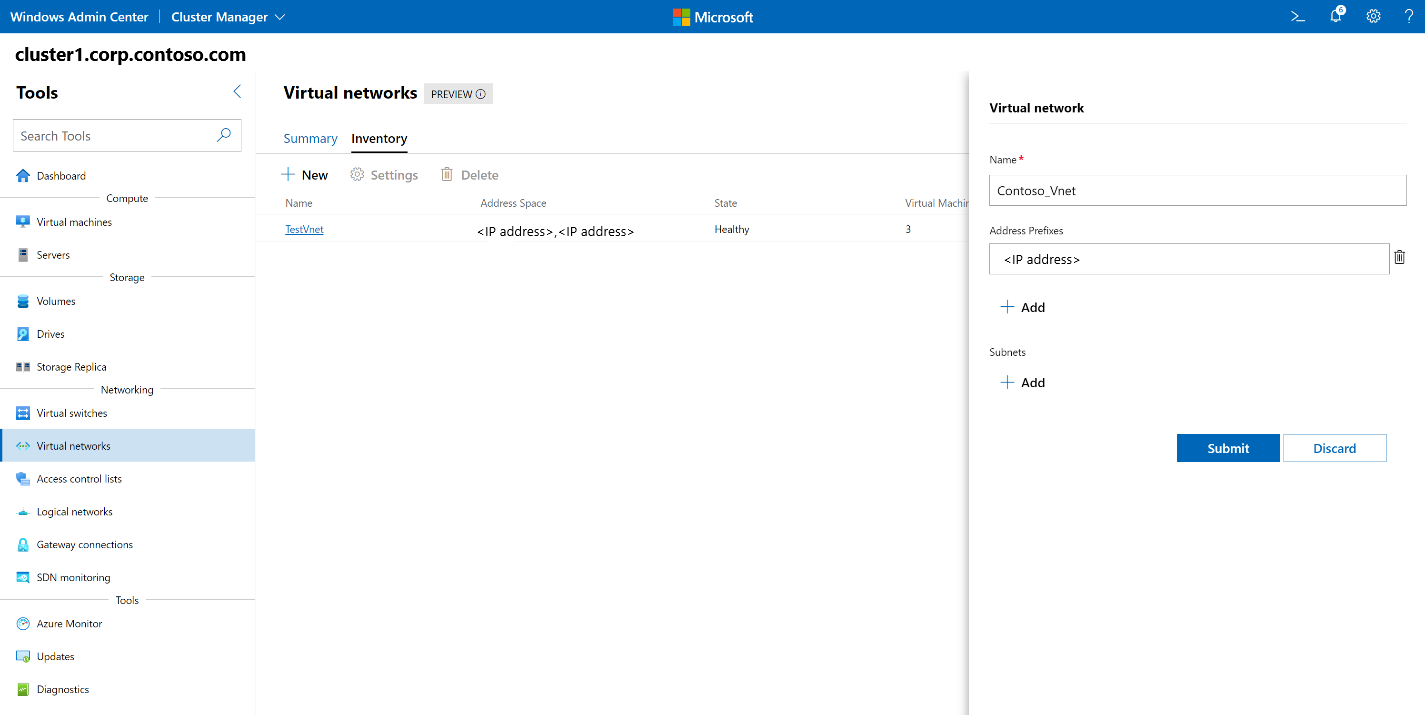 Windows Admin Center | Cluster Manager
Microsoft
6
cluster1.corp.contoso.com
Tools
Search Tools
Dashboard
Compute
Virtual machines
Servers
Storage
Volumes
Drives
Storage Replica
Networking
Virtual switches
Virtual networks
Access control lists
Logical networks
Gateway connections
SDN monitoring
Tools
Azure Monitor
Updates
Diagnostics
Virtual networks PREVIEW
Summary Inventory
New Settings Delete
Name Address Space State Virtual Machin
TestVnet <IP address>,<IP address> Healthy 3
Virtual network
Name *
Contoso_Vnet
Address Prefixes
<IP address>
+ Add
Subnets
+ Add
Submit Discard